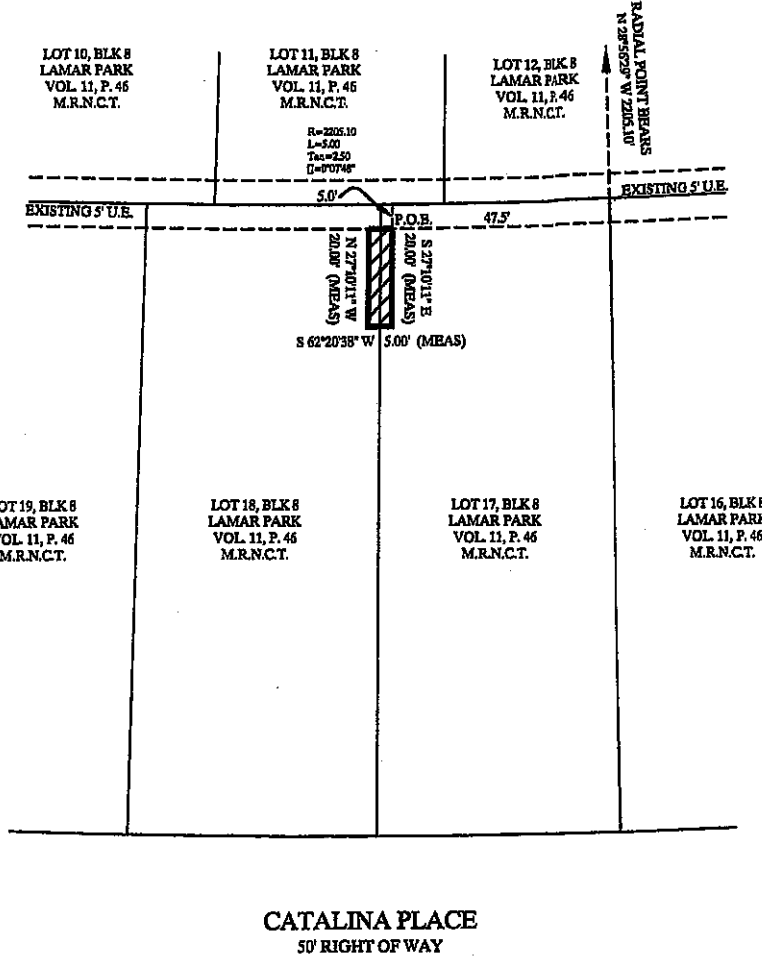 LOT 10, BLK 8
LAMAR PARK
VOL. 11, P. 46
M.R.N.C.T.
LOT 11, BLK 8
LAMAR PARK
VOL. 11, P. 46
M.R.N.C.T.
LOT 12, BLK 8
LAMAR PARK
VOL. 11, P. 46
M.R.N.C.T.
RADIAL POINT BEARS
N 28°56'29" W 2205.10'
R=2205.10
L=5.00
Tan=2.50
D=0°07'48"
5.0'
EXISTING 5' U.E.
EXISTING 5' U.E.
P.O.B.
47.5'
N 27°10'11" W
20.00' (MEAS)
S 27°10'11" E
20.00' (MEAS)
S 62°20'38" W 5.00' (MEAS)
OT 19, BLK 8
AMAR PARK
VOL. 11, P. 46
M.R.N.C.T.
LOT 18, BLK 8
LAMAR PARK
VOL. 11, P. 46
M.R.N.C.T.
LOT 17, BLK 8
LAMAR PARK
VOL. 11, P. 46
M.R.N.C.T.
LOT 16, BLK 8
LAMAR PARK
VOL. 11, P. 46
M.R.N.C.T.
CATALINA PLACE
50' RIGHT OF WAY